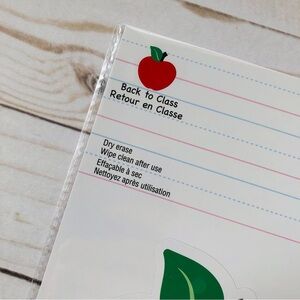 Back to Class
Retour en Classe
Dry erase
Wipe clean after use
Effaçable à sec
Nettoyez après utilisation